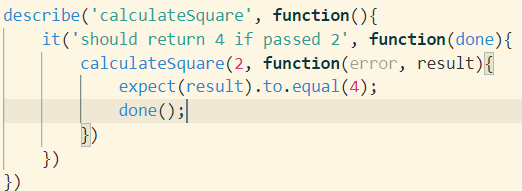 describe('calculateSquare', function(){
    it('should return 4 if passed 2', function(done){
        calculateSquare(2, function(error, result){
            expect(result).to.equal(4);
            done();
        })
    })
})